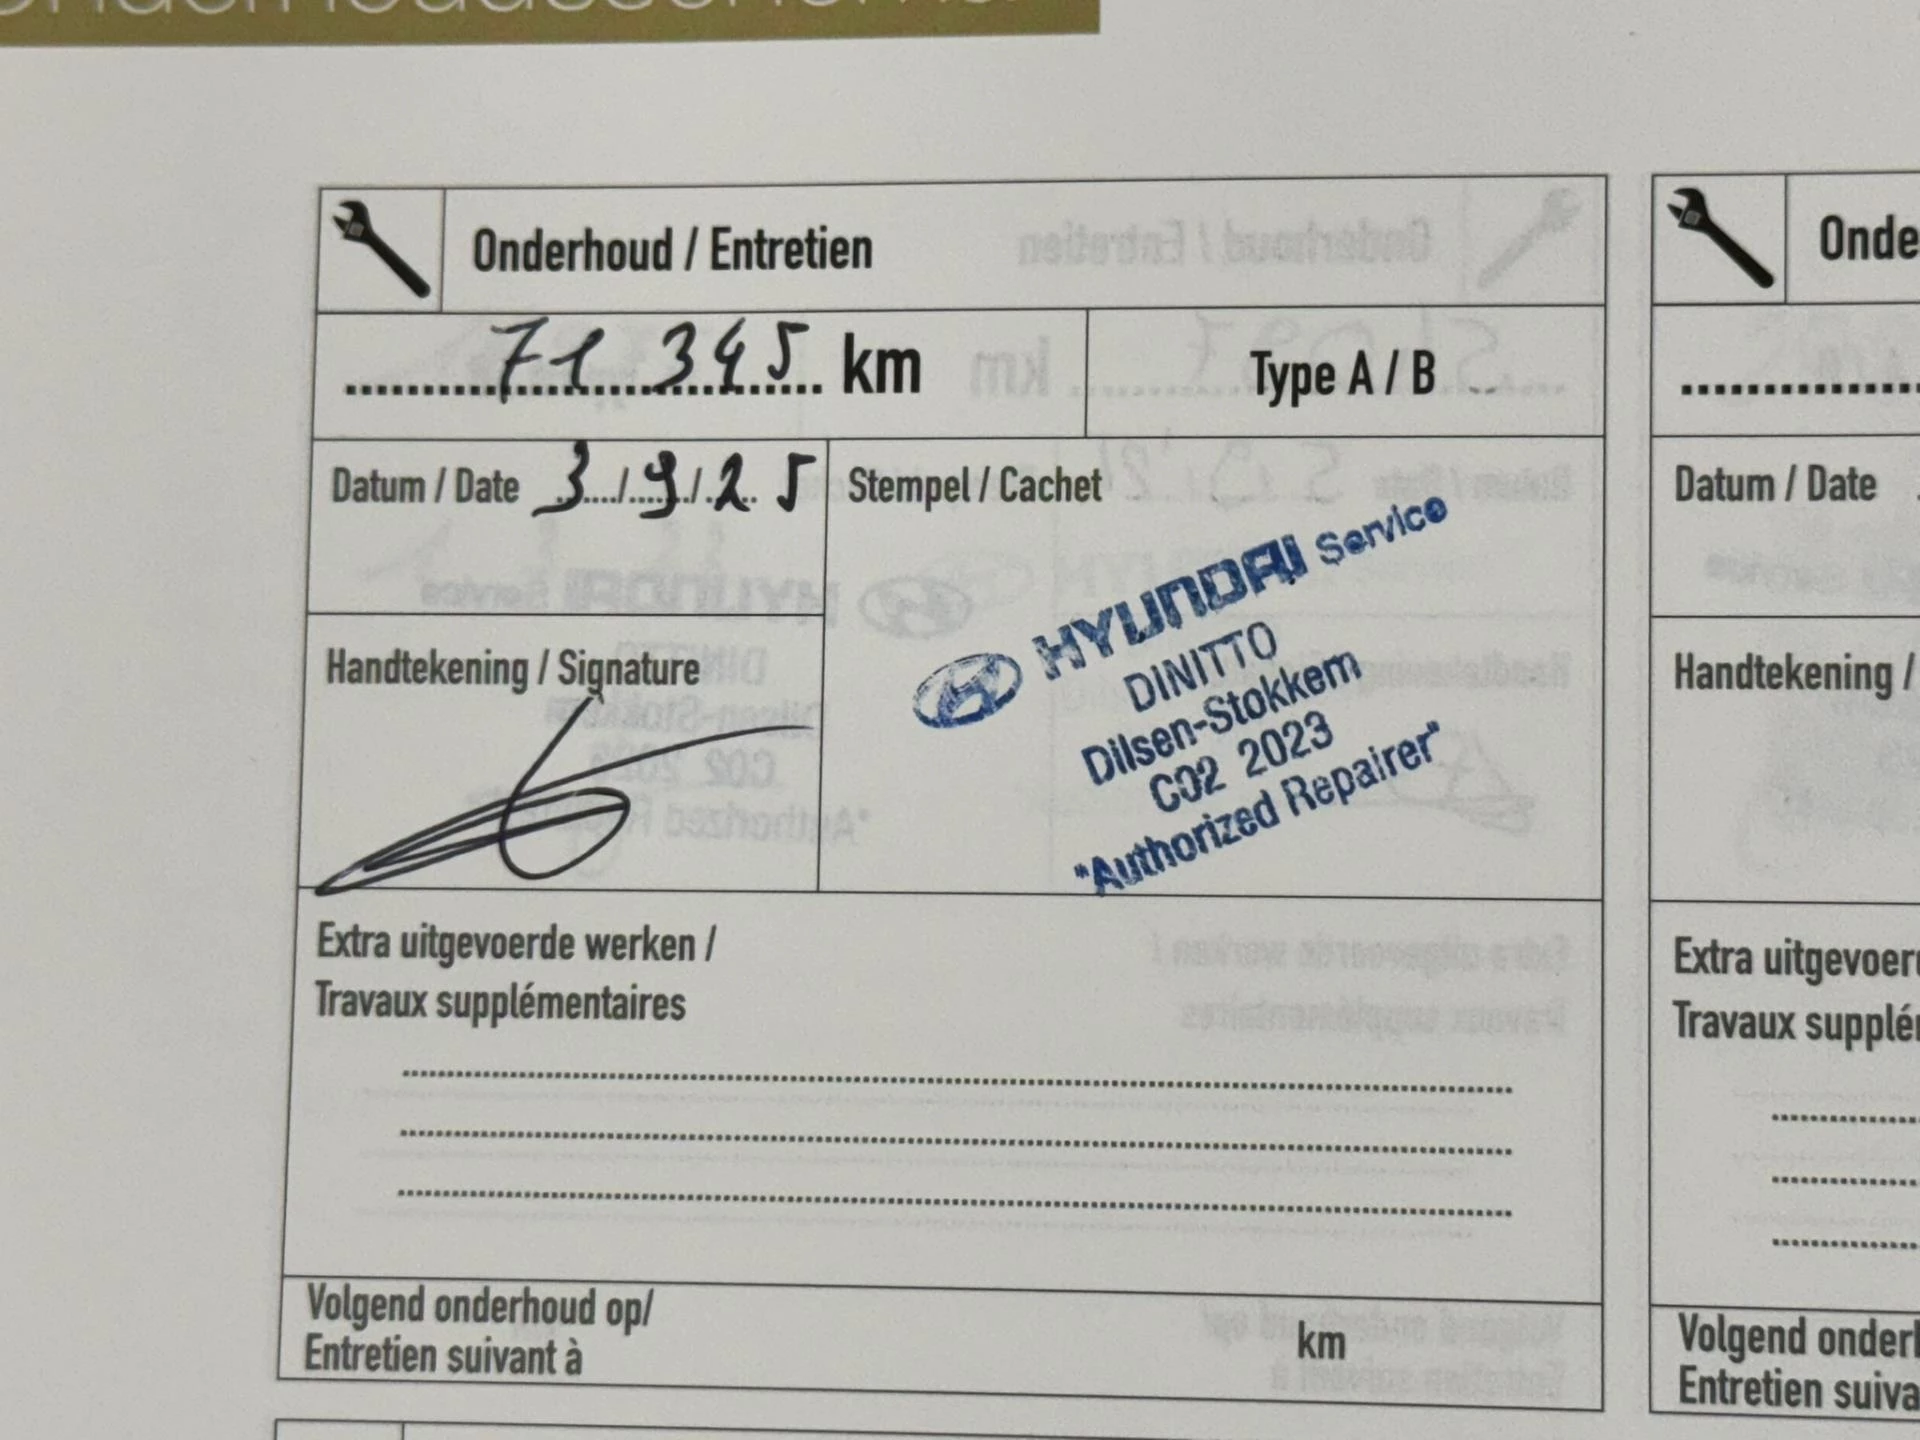 Onderhoudsschema
Onderhoud / Entretien
71 345 km
Type A / B
Datum / Date 3/9/25
Stempel / Cachet
HYUNDAI Service
DINITTO
Dilsen-Stokkem
C02 2023
"Authorized Repairer"
Handtekening / Signature
Extra uitgevoerde werken /
Travaux supplémentaires
Volgend onderhoud op/
Entretien suivant à
km
Onde
Datum / Date
Handtekening /
Extra uitgevoer
Travaux supplé
Volgend onder
Entretien suiva